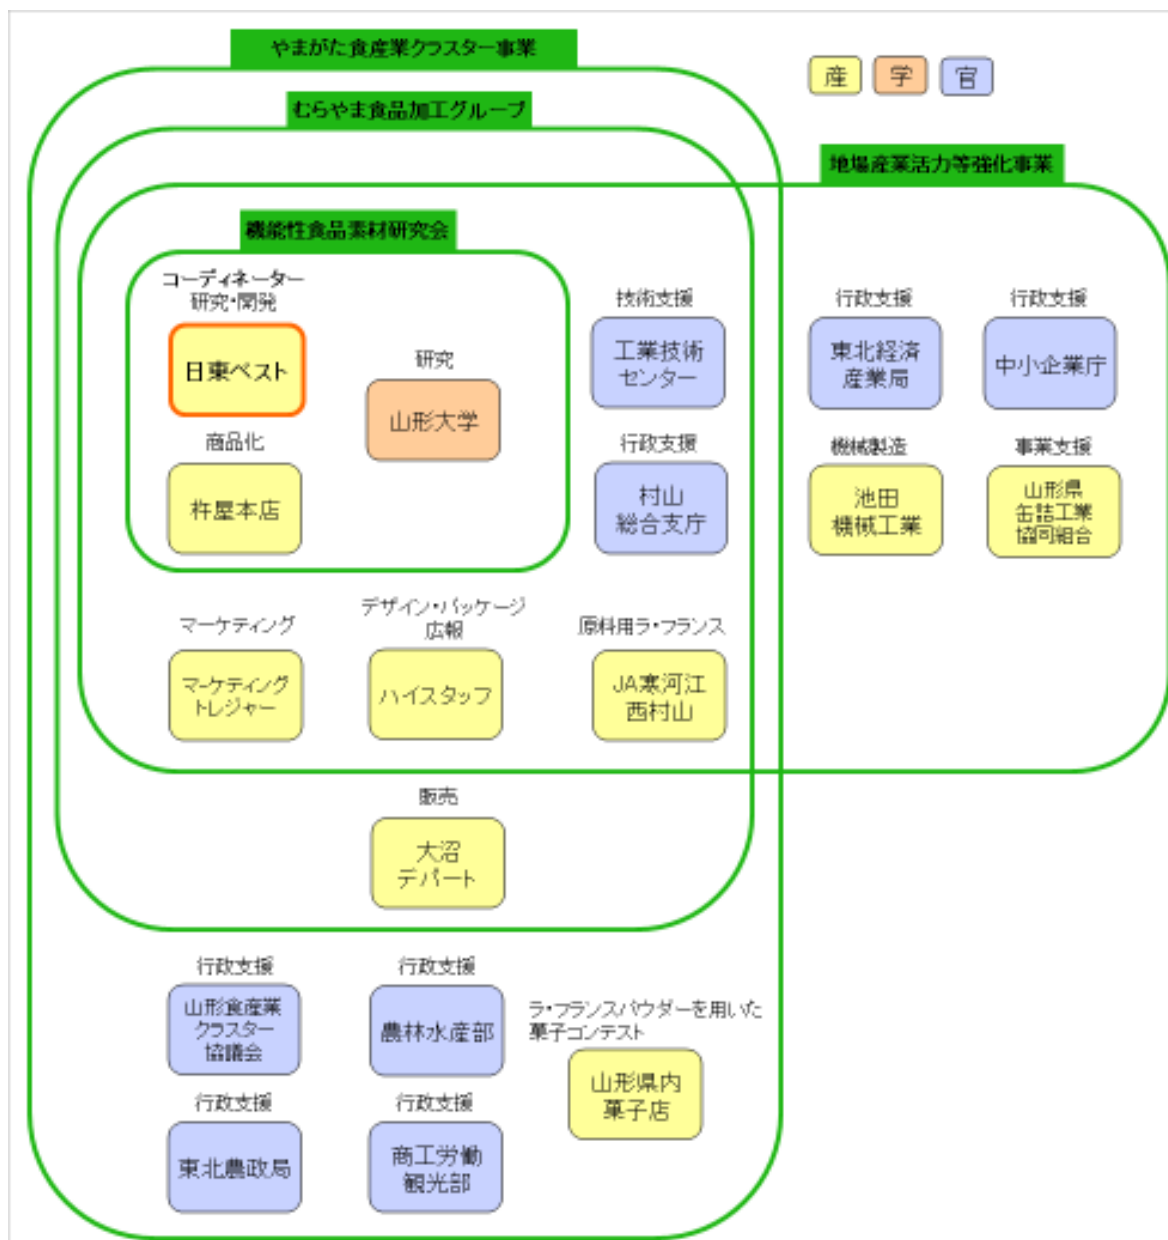 やまがた食産業クラスター事業
産
学
官
むらやま食品加工グループ
地場産業活力等強化事業
機能性食品素材研究会
コーディネーター
研究・開発
日東ベスト
研究
山形大学
商品化
杵屋本店
技術支援
工業技術
センター
行政支援
村山
総合支庁
行政支援
東北経済
産業局
行政支援
中小企業庁
機械製造
池田
機械工業
事業支援
山形県
缶詰工業
協同組合
マーケティング
マーケティング
トレジャー
デザイン・パッケージ
広報
ハイスタッフ
原料用ラ・フランス
JA寒河江
西村山
販売
大沼
デパート
行政支援
山形食産業
クラスター
協議会
行政支援
農林水産部
ラ・フランスパウダーを用いた
菓子コンテスト
山形県内
菓子店
行政支援
東北農政局
行政支援
商工労働
観光部